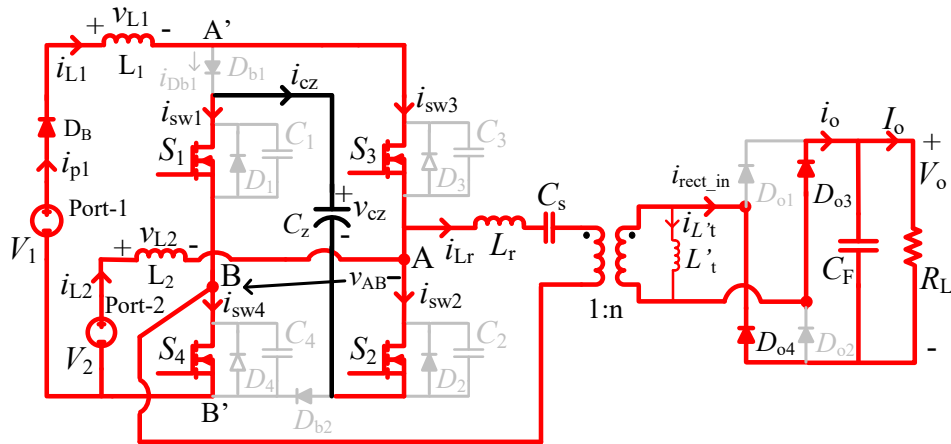 + v_L1 -
A'
i_L1
L_1
i_Db1
D_b1
i_cz
i_sw1
i_sw3
D_B
S_1
C_1
D_1
S_3
C_3
D_3
i_p1
Port-1
V_1
+
v_cz
-
C_z
C_s
i_rect_in
D_o1
D_o3
i_o
I_o
+
V_o
-
i_L't
L'_t
+ v_L2 -
L_2
i_Lr
L_r
A
B
v_AB
-
i_L2
Port-2
V_2
i_sw4
i_sw2
1:n
C_F
R_L
S_4
C_4
D_4
S_2
C_2
D_2
D_o4
D_o2
B'
D_b2